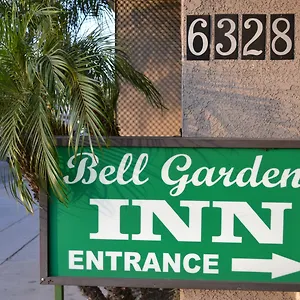 6328
Bell Garden
INN
ENTRANCE